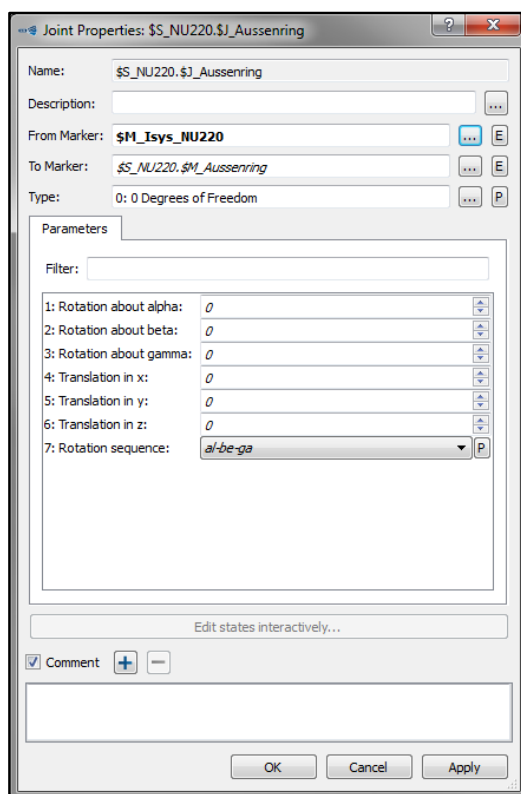 Joint Properties: $S_NU220.$J_Aussenring
?
X
Name: $S_NU220.$J_Aussenring
Description: ...
From Marker: $M_Isys_NU220 ... E
To Marker: $S_NU220.$M_Aussenring ... E
Type: 0: 0 Degrees of Freedom ... P
Parameters
Filter:
1: Rotation about alpha: 0
2: Rotation about beta: 0
3: Rotation about gamma: 0
4: Translation in x: 0
5: Translation in y: 0
6: Translation in z: 0
7: Rotation sequence: al-be-ga P
Edit states interactively...
Comment
OK Cancel Apply